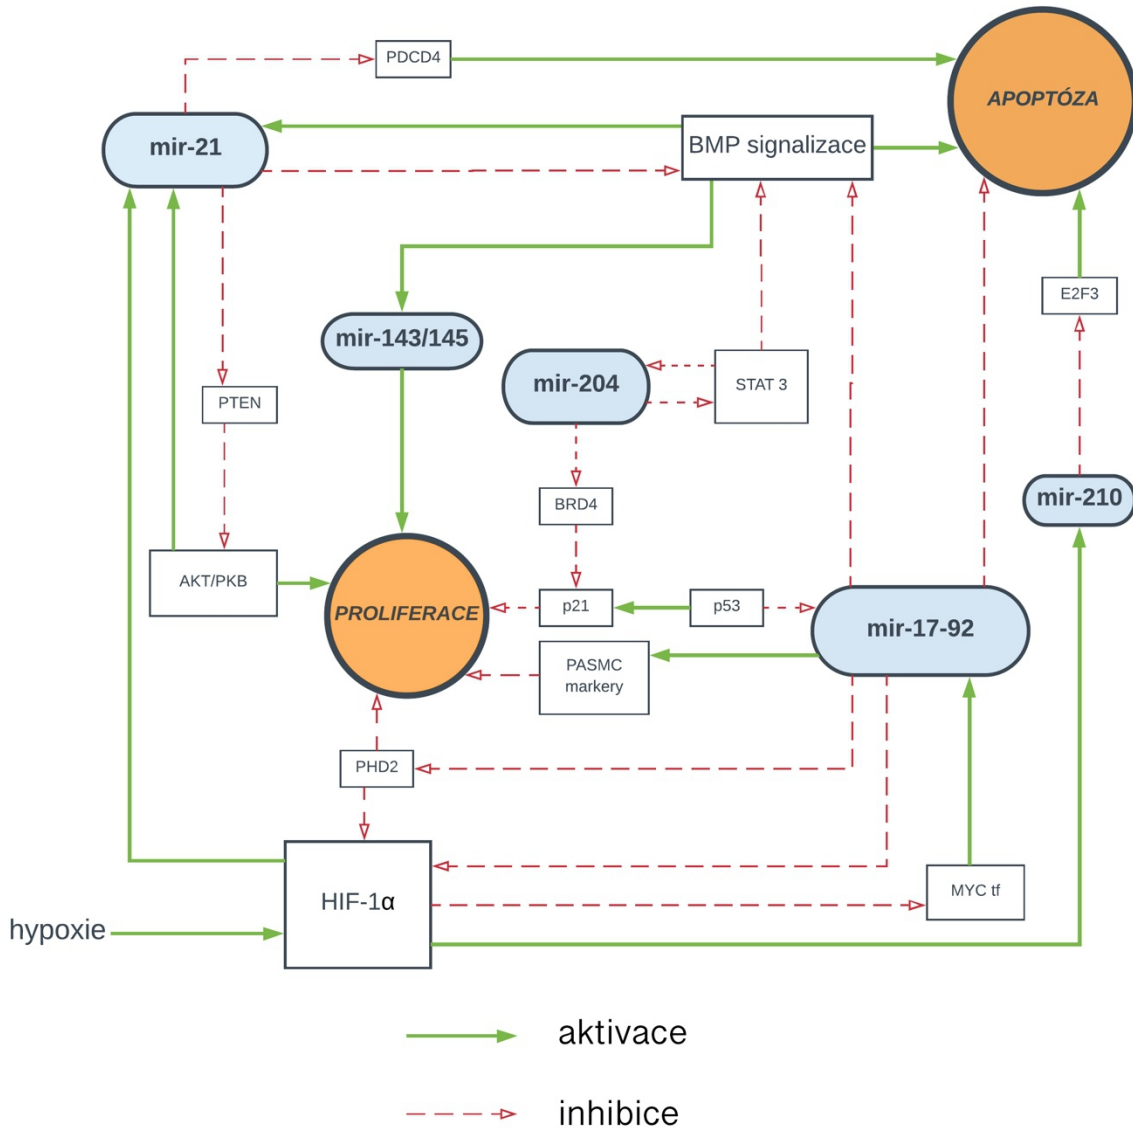 PDCD4
APOPTÓZA
mir-21
BMP signalizace
E2F3
mir-143/145
mir-204
STAT 3
PTEN
mir-210
BRD4
AKT/PKB
PROLIFERACE
p21
p53
mir-17-92
PASMC
markery
PHD2
MYC tf
HIF-1α
hypoxie
aktivace
inhibice